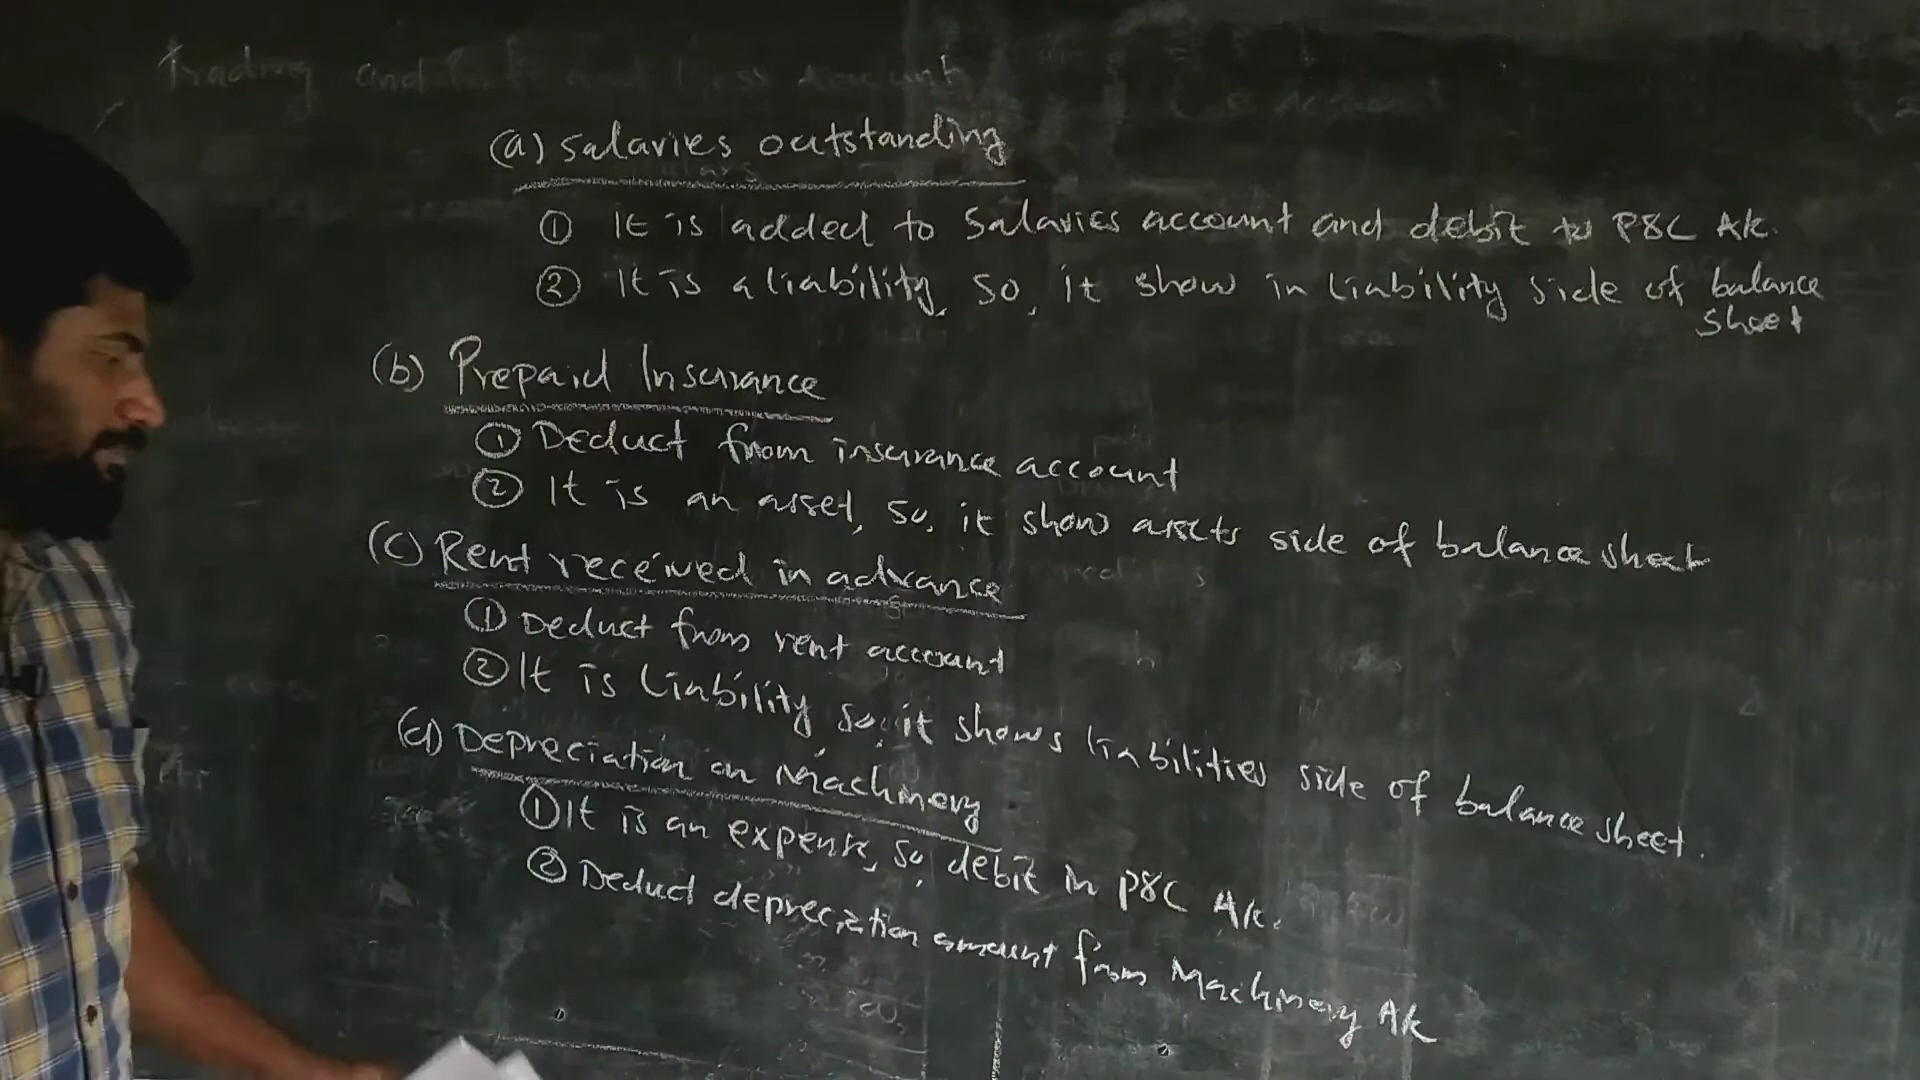 Trading and Profit and Loss Account
(a) Salaries outstanding
① It is added to Salaries account and debit to P&L A/c.
② It is a liability, so, it show in Liability side of balance
sheet
(b) Prepaid Insurance
① Deduct from insurance account
② It is an asset, so, it show assets side of balance sheet
(c) Rent received in advance
① Deduct from rent account
② It is Liability so, it shows liabilities side of balance sheet.
(d) Depreciation on Machinery
① It is an expense, so, debit in P&L A/c.
② Deduct depreciation amount from Machinery A/c